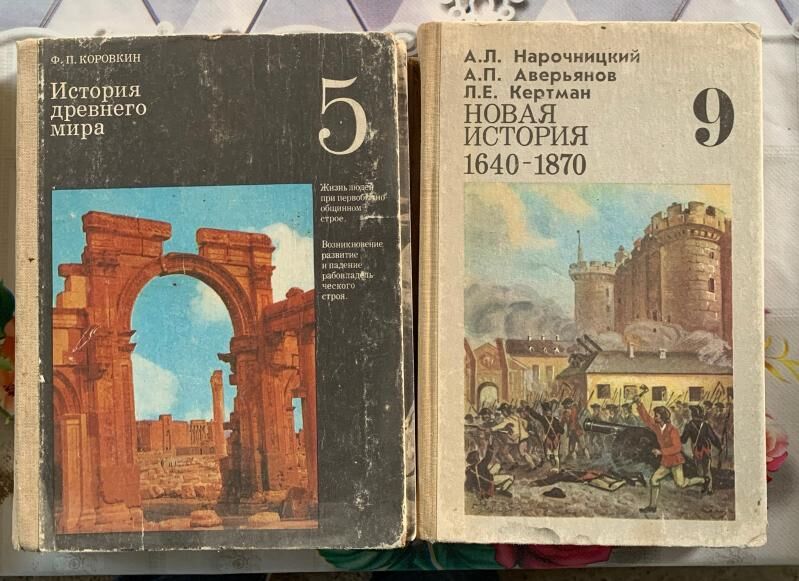 Ф. П. КОРОВКИН
История
древнего
мира
5
Жизнь людей
при первобытно
общинном
строе.
Возникновение
развитие
и падение
рабовладель
ческого
строя.
А.Л. Нарочницкий
А.П. Аверьянов
Л.Е. Кертман
НОВАЯ
ИСТОРИЯ
1640-1870
9